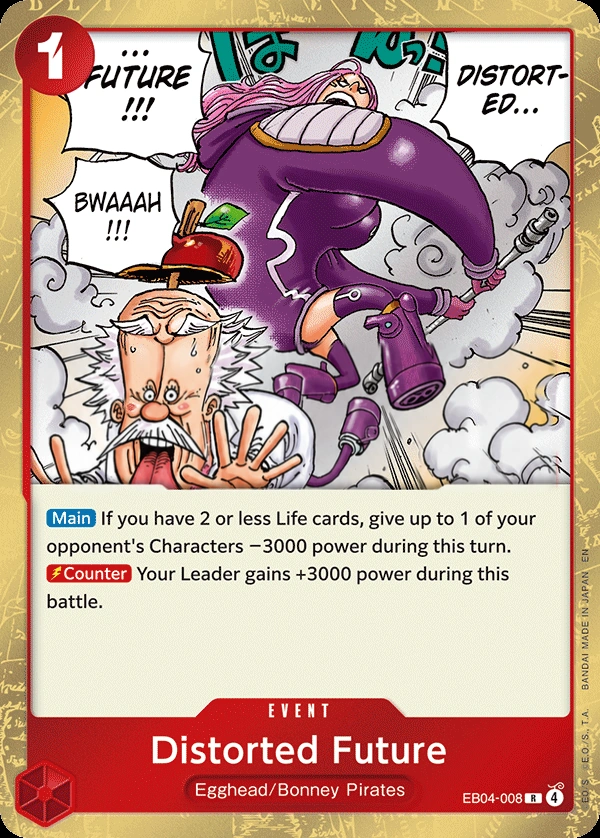 1
...
FUTURE
!!!
DISTORT-
ED...
BWAAAH
!!!
Main If you have 2 or less Life cards, give up to 1 of your
opponent's Characters −3000 power during this turn.
Counter Your Leader gains +3000 power during this
battle.
EVENT
Distorted Future
Egghead/Bonney Pirates
EB04-008 R 4
©E.O./S., T.A. BANDAI MADE IN JAPAN EN